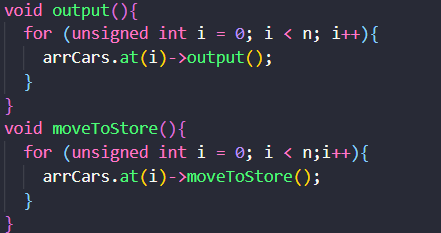 void output(){
  for (unsigned int i = 0; i < n; i++){
    arrCars.at(i)->output();
  }
}
void moveToStore(){
  for (unsigned int i = 0; i < n;i++){
    arrCars.at(i)->moveToStore();
  }
}